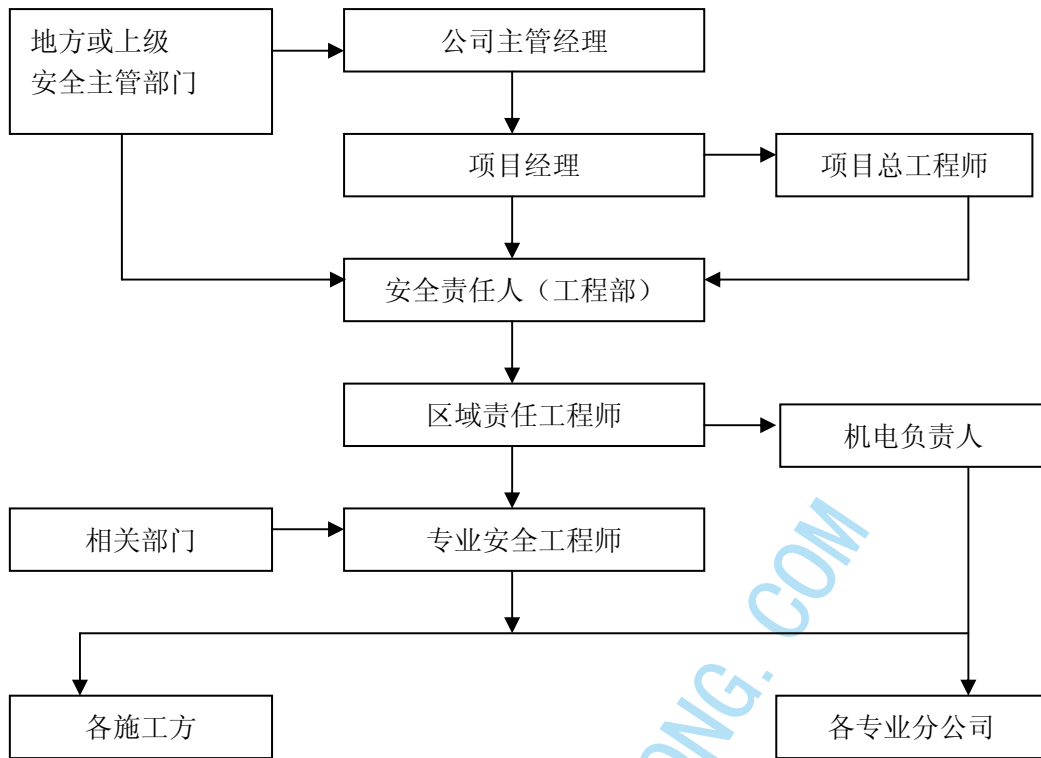 地方或上级
安全主管部门
公司主管经理
项目经理
项目总工程师
安全责任人（工程部）
区域责任工程师
机电负责人
相关部门
专业安全工程师
各施工方
各专业分公司
ONG.COM